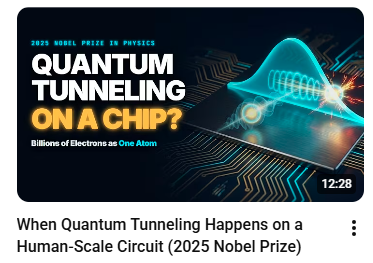 2025 NOBEL PRIZE IN PHYSICS
QUANTUM
TUNNELING
ON A CHIP?
Billions of Electrons as One Atom
12:28
When Quantum Tunneling Happens on a
Human-Scale Circuit (2025 Nobel Prize)